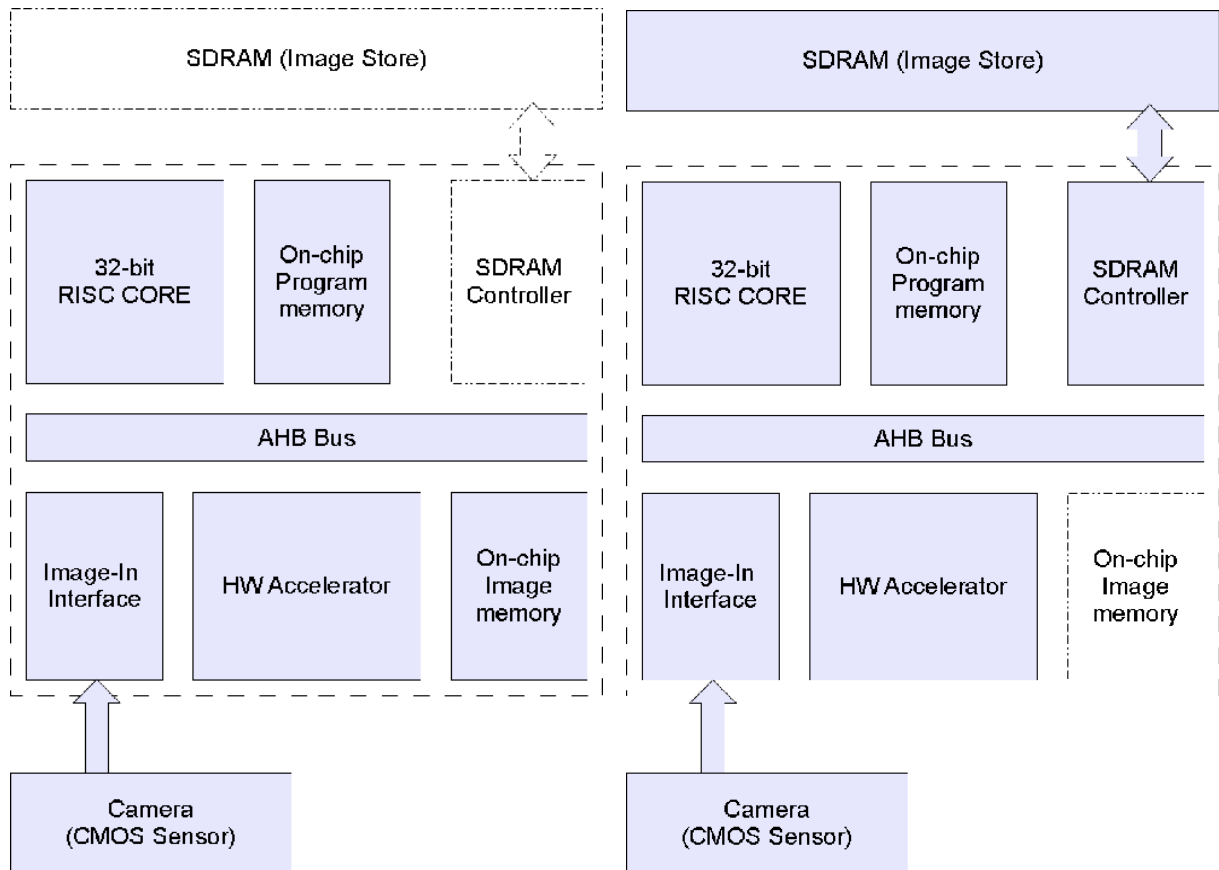 SDRAM (Image Store)
32-bit
RISC CORE
On-chip
Program
memory
SDRAM
Controller
AHB Bus
Image-In
Interface
HW Accelerator
On-chip
Image
memory
Camera
(CMOS Sensor)
SDRAM (Image Store)
32-bit
RISC CORE
On-chip
Program
memory
SDRAM
Controller
AHB Bus
Image-In
Interface
HW Accelerator
On-chip
Image
memory
Camera
(CMOS Sensor)